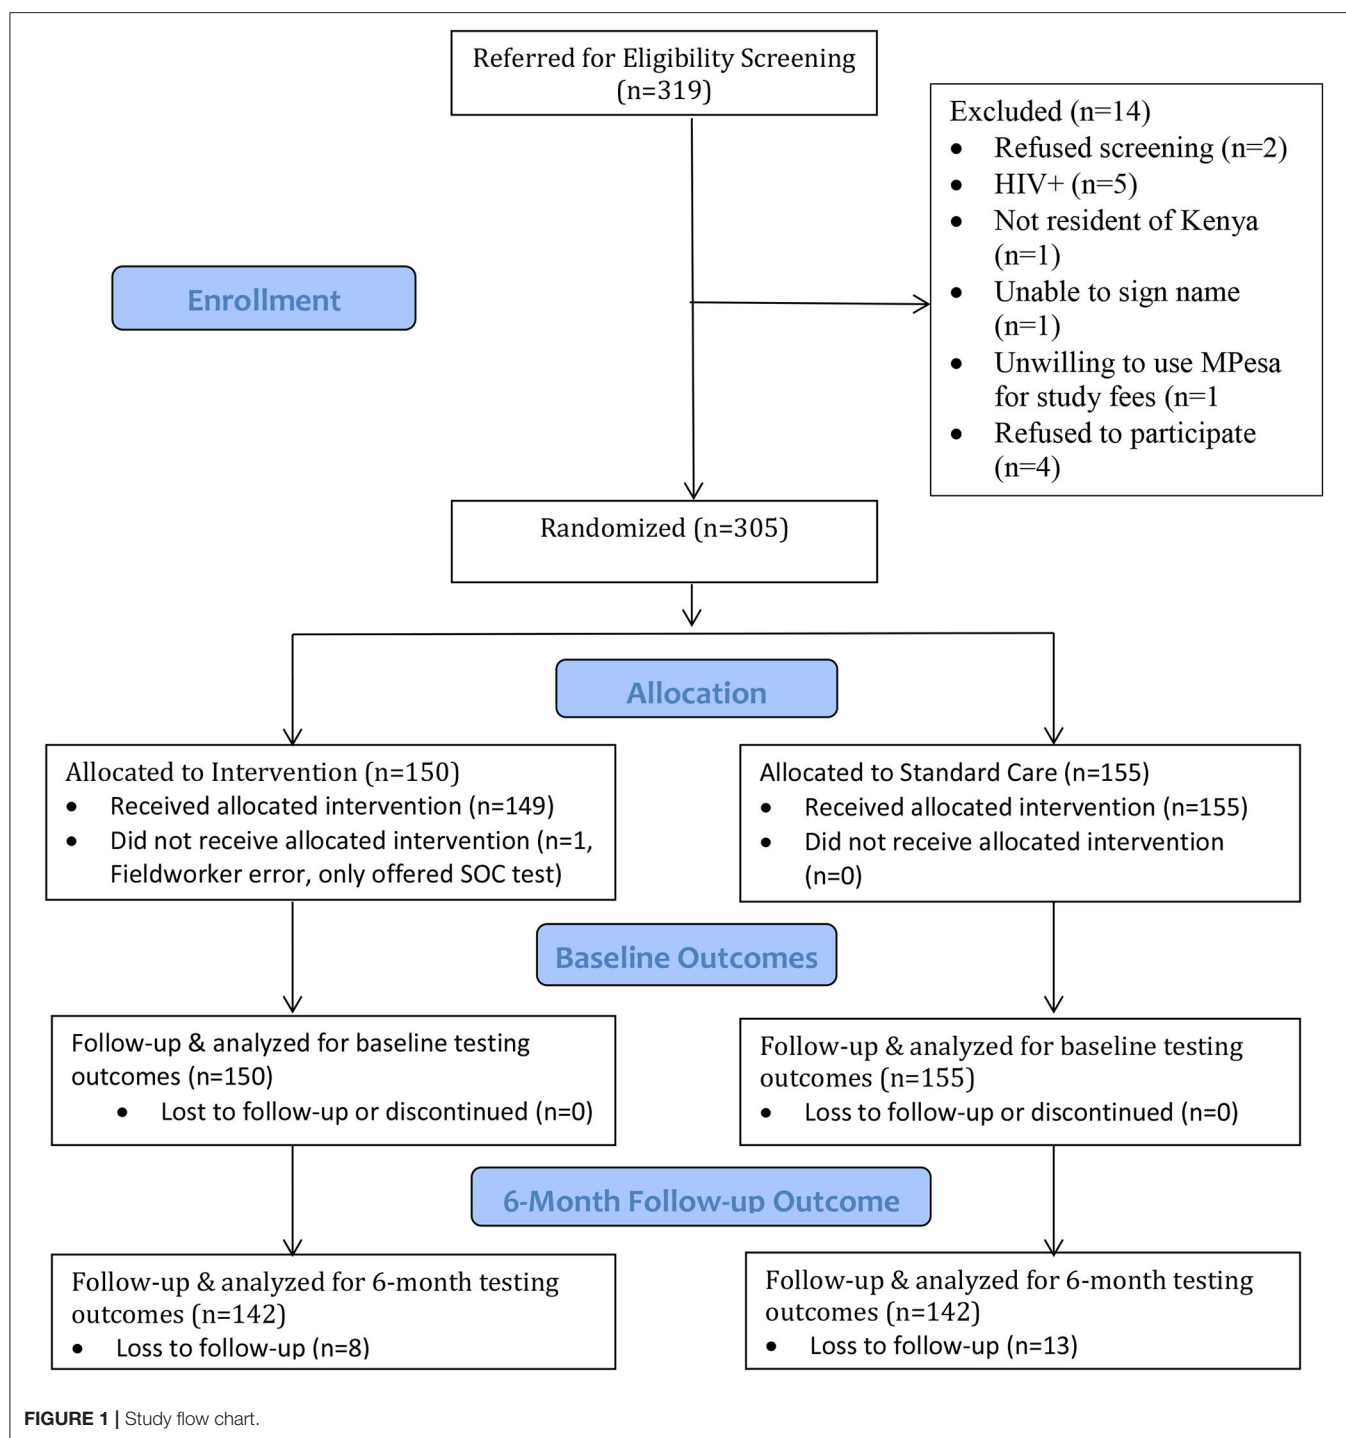 Referred for Eligibility Screening
(n=319)
Excluded (n=14)
• Refused screening (n=2)
• HIV+ (n=5)
• Not resident of Kenya
(n=1)
• Unable to sign name
(n=1)
• Unwilling to use MPesa
for study fees (n=1
• Refused to participate
(n=4)
Enrollment
Randomized (n=305)
Allocation
Allocated to Intervention (n=150)
• Received allocated intervention (n=149)
• Did not receive allocated intervention (n=1,
Fieldworker error, only offered SOC test)
Allocated to Standard Care (n=155)
• Received allocated intervention (n=155)
• Did not receive allocated intervention
(n=0)
Baseline Outcomes
Follow-up & analyzed for baseline testing
outcomes (n=150)
• Lost to follow-up or discontinued (n=0)
Follow-up & analyzed for baseline testing
outcomes (n=155)
• Loss to follow-up or discontinued (n=0)
6-Month Follow-up Outcome
Follow-up & analyzed for 6-month testing
outcomes (n=142)
• Loss to follow-up (n=8)
Follow-up & analyzed for 6-month testing
outcomes (n=142)
• Loss to follow-up (n=13)
FIGURE 1 | Study flow chart.